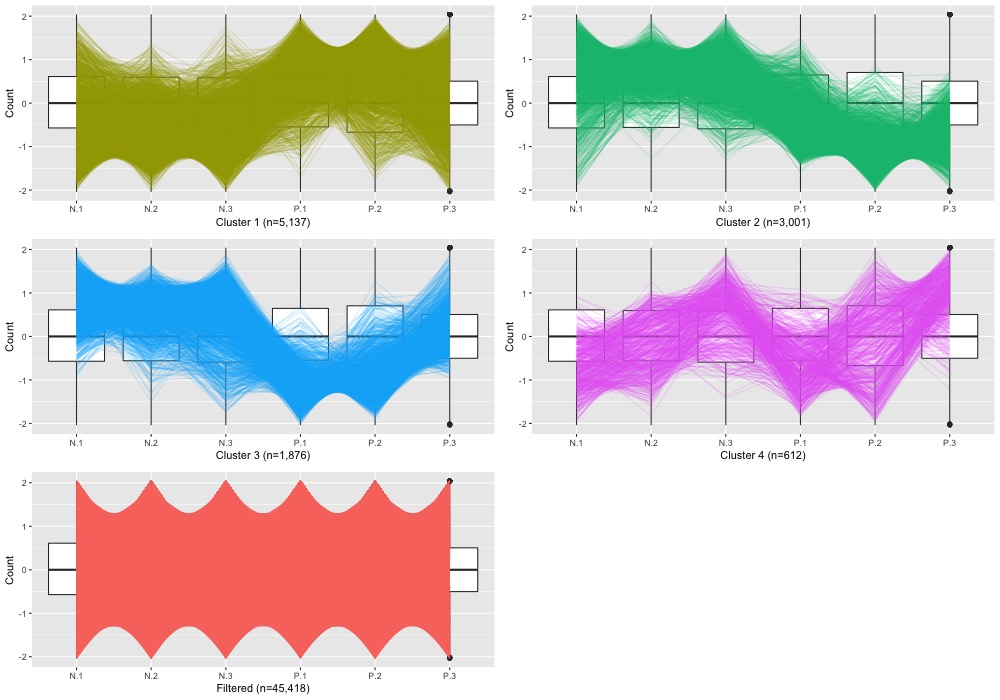 2
1
0
-1
-2
Count
N.1 N.2 N.3 P.1 P.2 P.3
Cluster 1 (n=5,137)
2
1
0
-1
-2
Count
N.1 N.2 N.3 P.1 P.2 P.3
Cluster 2 (n=3,001)
2
1
0
-1
-2
Count
N.1 N.2 N.3 P.1 P.2 P.3
Cluster 3 (n=1,876)
2
1
0
-1
-2
Count
N.1 N.2 N.3 P.1 P.2 P.3
Cluster 4 (n=612)
2
1
0
-1
-2
Count
N.1 N.2 N.3 P.1 P.2 P.3
Filtered (n=45,418)